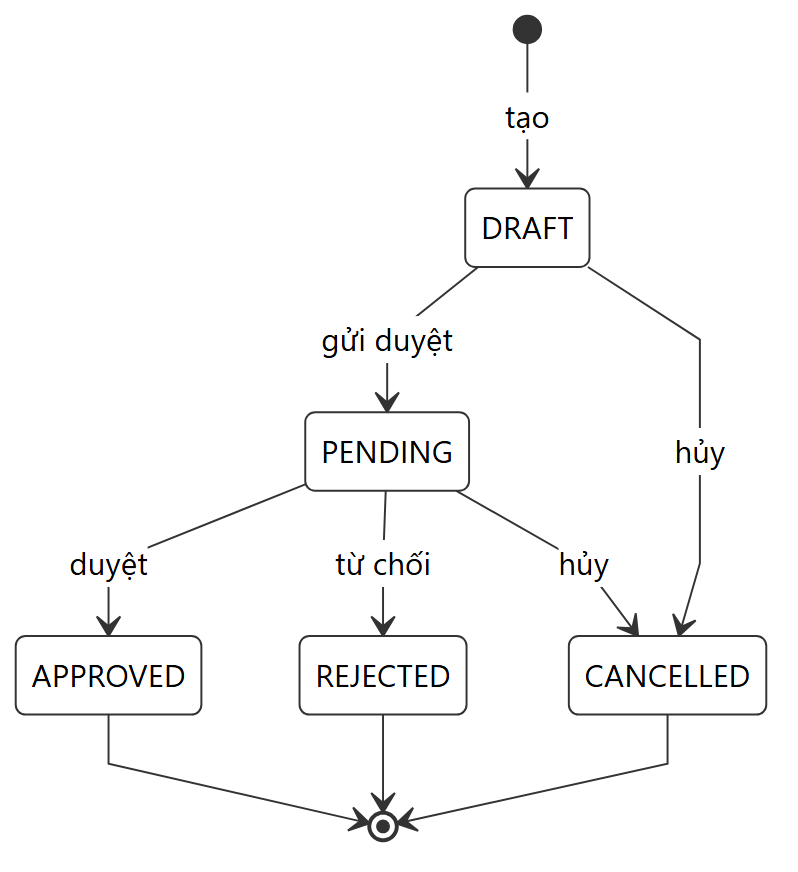 tạo
DRAFT
gửi duyệt
PENDING
hủy
duyệt
từ chối
hủy
APPROVED
REJECTED
CANCELLED